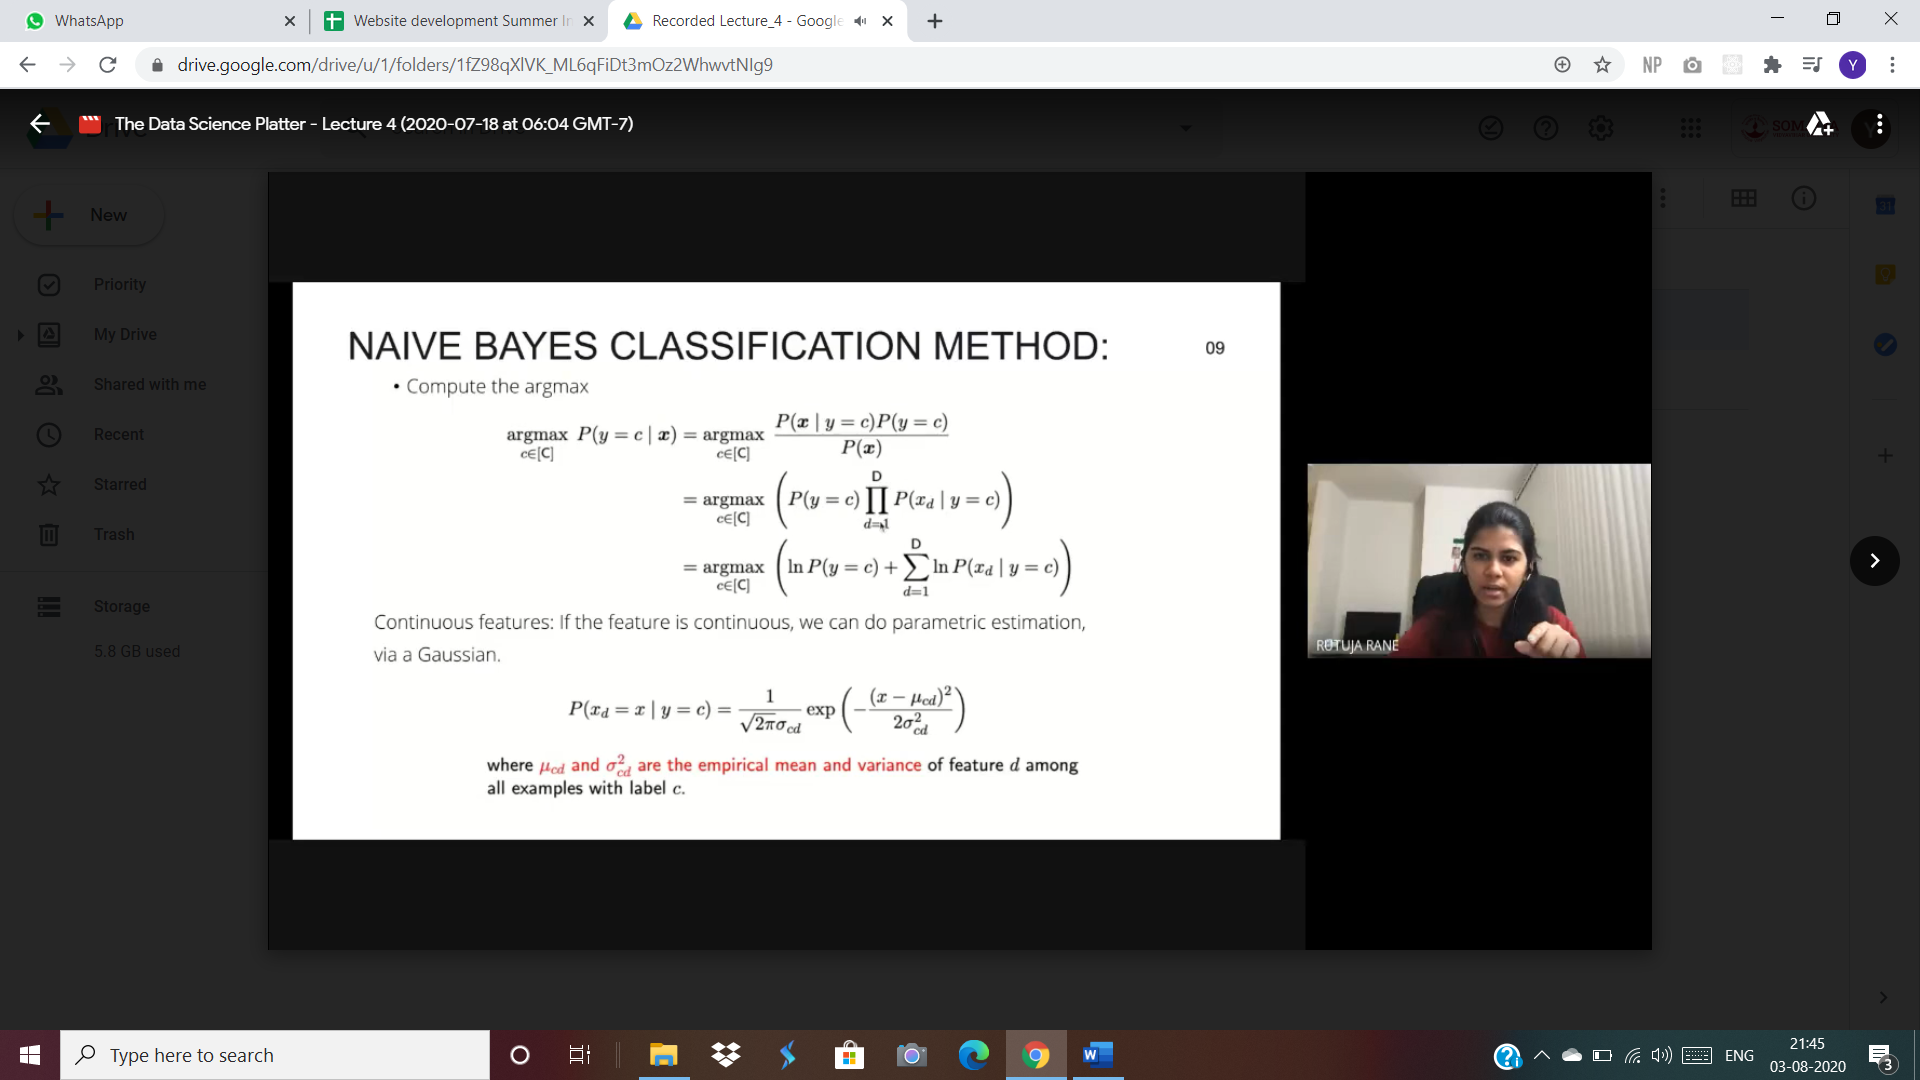 WhatsApp
Website development Summer In
Recorded Lecture_4 - Google
drive.google.com/drive/u/1/folders/1fZ98qXlVK_ML6qFiDt3mOz2WhwvtNIg9
NP
Y
The Data Science Platter - Lecture 4 (2020-07-18 at 06:04 GMT-7)
New
Priority
My Drive
Shared with me
Recent
Starred
Trash
Storage
5.8 GB used
NAIVE BAYES CLASSIFICATION METHOD:
09
• Compute the argmax
argmax c∈[C] P(y = c | x) = argmax c∈[C] P(x | y = c)P(y = c) / P(x)
= argmax c∈[C] (P(y = c) ∏ d=1 D P(x_d | y = c))
= argmax c∈[C] (ln P(y = c) + ∑ d=1 D ln P(x_d | y = c))
Continuous features: If the feature is continuous, we can do parametric estimation,
via a Gaussian.
P(x_d = x | y = c) = 1 / √2πσ_cd exp (−(x − μ_cd)² / 2σ²_cd)
where μ_cd and σ²_cd are the empirical mean and variance of feature d among
all examples with label c.
RUTUJA RANE
Type here to search
ENG
21:45
03-08-2020
3